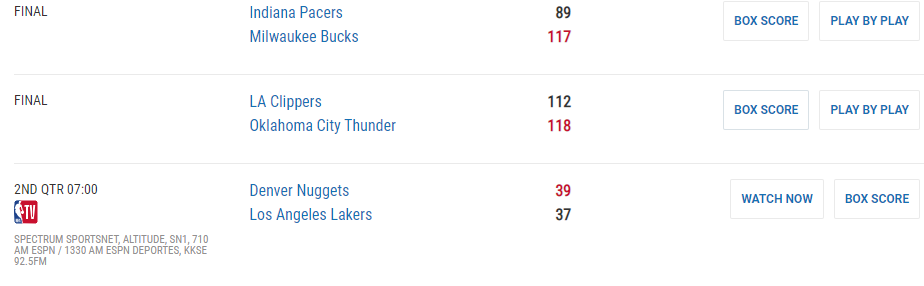 FINAL
Indiana Pacers 89
Milwaukee Bucks 117
BOX SCORE
PLAY BY PLAY
FINAL
LA Clippers 112
Oklahoma City Thunder 118
BOX SCORE
PLAY BY PLAY
2ND QTR 07:00
TV
SPECTRUM SPORTSNET, ALTITUDE, SN1, 710
AM ESPN / 1330 AM ESPN DEPORTES, KKSE
92.5FM
Denver Nuggets 39
Los Angeles Lakers 37
WATCH NOW
BOX SCORE